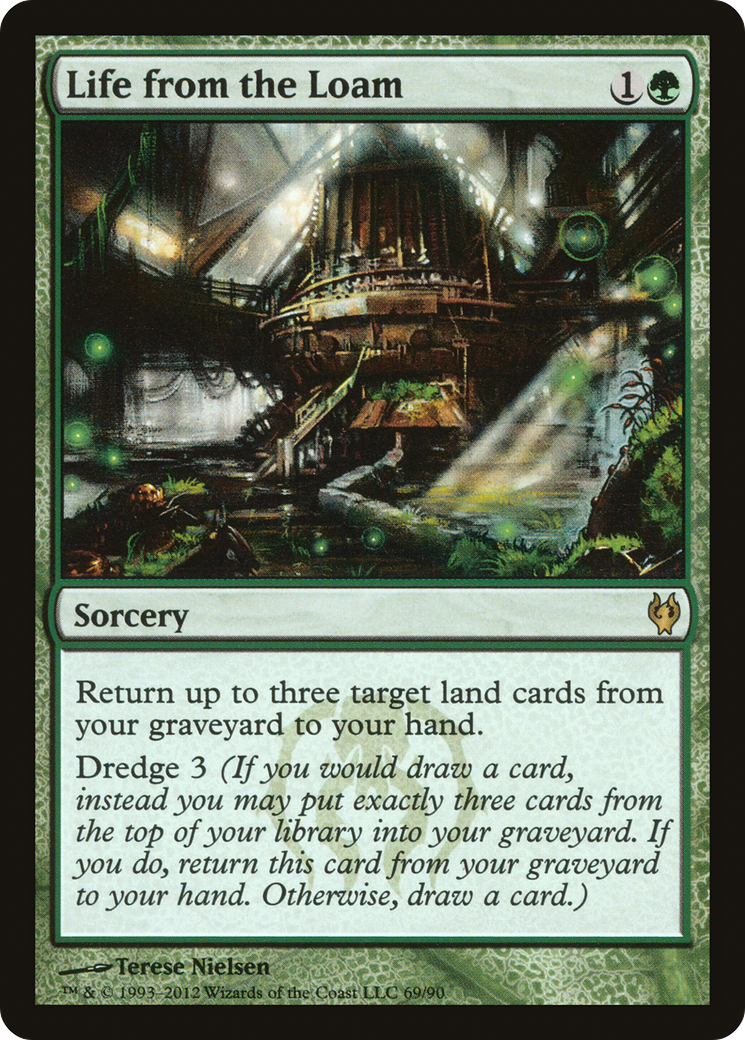 Life from the Loam 1
Sorcery
Return up to three target land cards from
your graveyard to your hand.
Dredge 3 (If you would draw a card,
instead you may put exactly three cards from
the top of your library into your graveyard. If
you do, return this card from your graveyard
to your hand. Otherwise, draw a card.)
Terese Nielsen
™ & © 1993–2012 Wizards of the Coast LLC 69/90